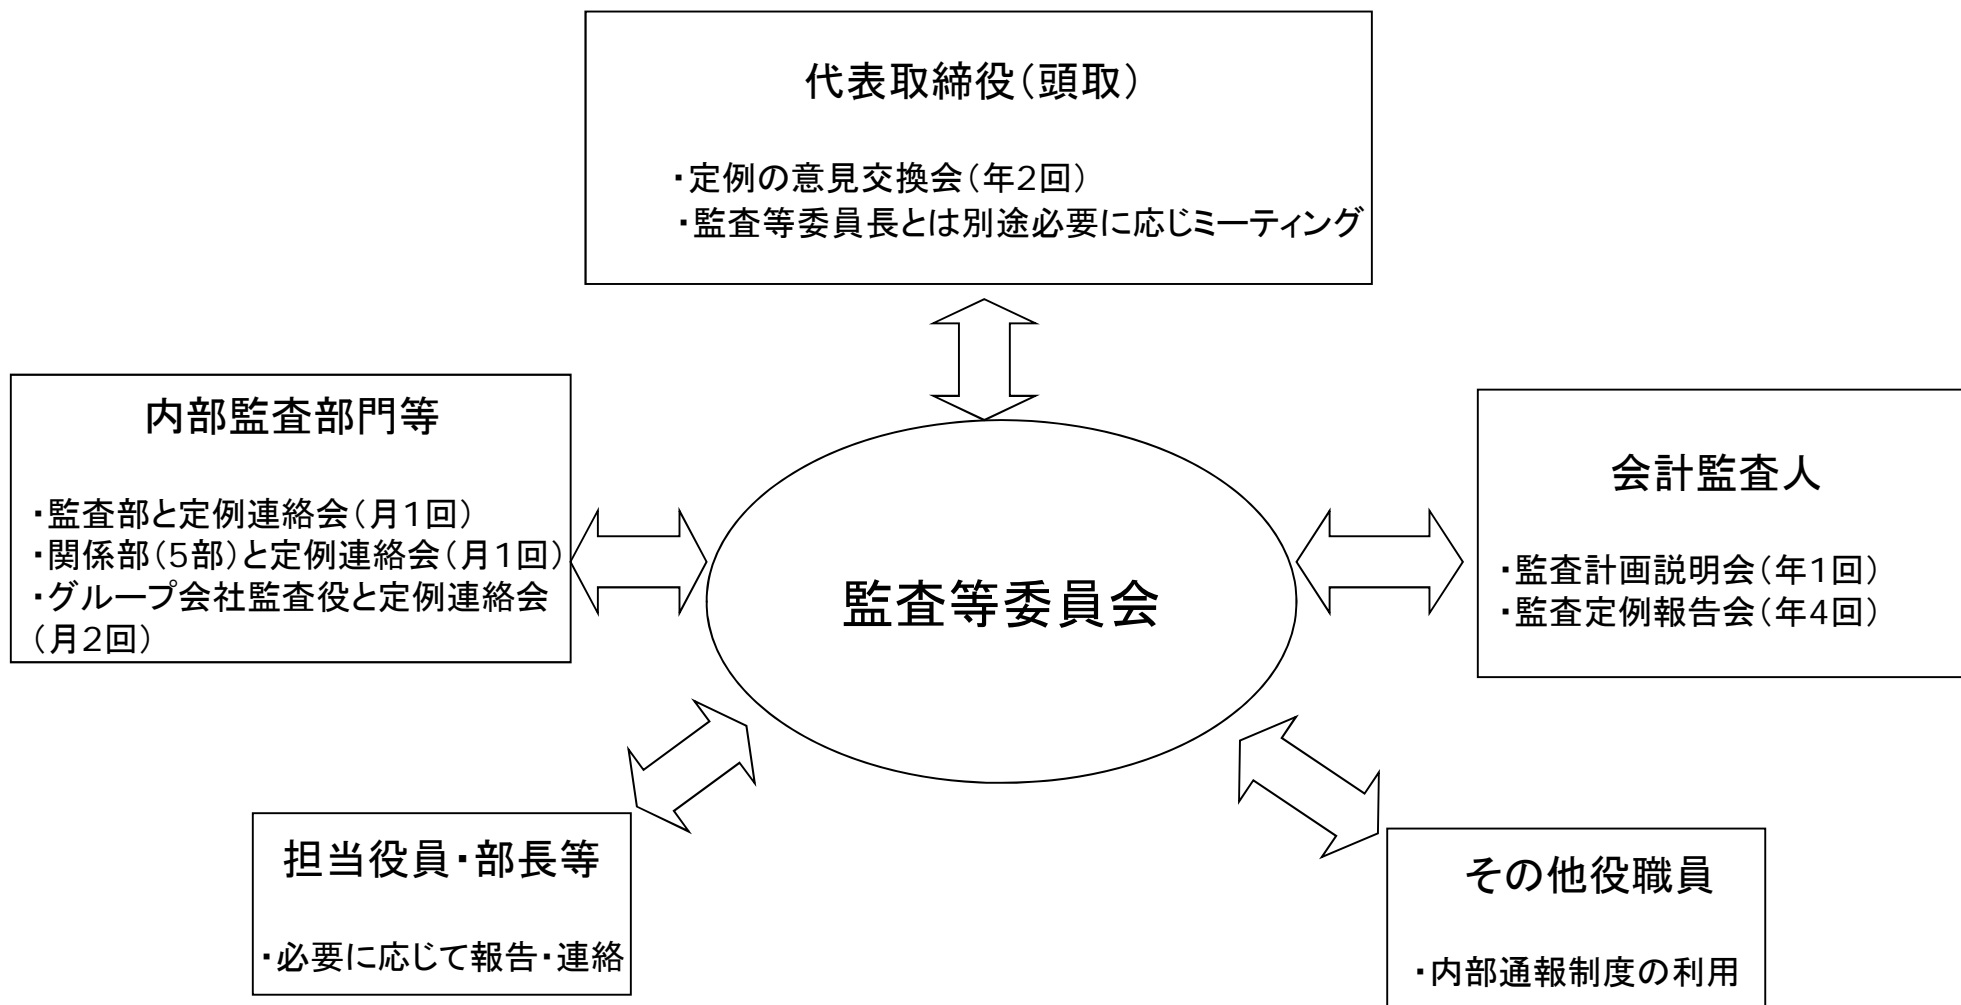 代表取締役（頭取）
・定例の意見交換会（年2回）
・監査等委員長とは別途必要に応じミーティング
内部監査部門等
・監査部と定例連絡会（月1回）
・関係部（5部）と定例連絡会（月1回）
・グループ会社監査役と定例連絡会
（月2回）
監査等委員会
会計監査人
・監査計画説明会（年1回）
・監査定例報告会（年4回）
担当役員・部長等
・必要に応じて報告・連絡
その他役職員
・内部通報制度の利用